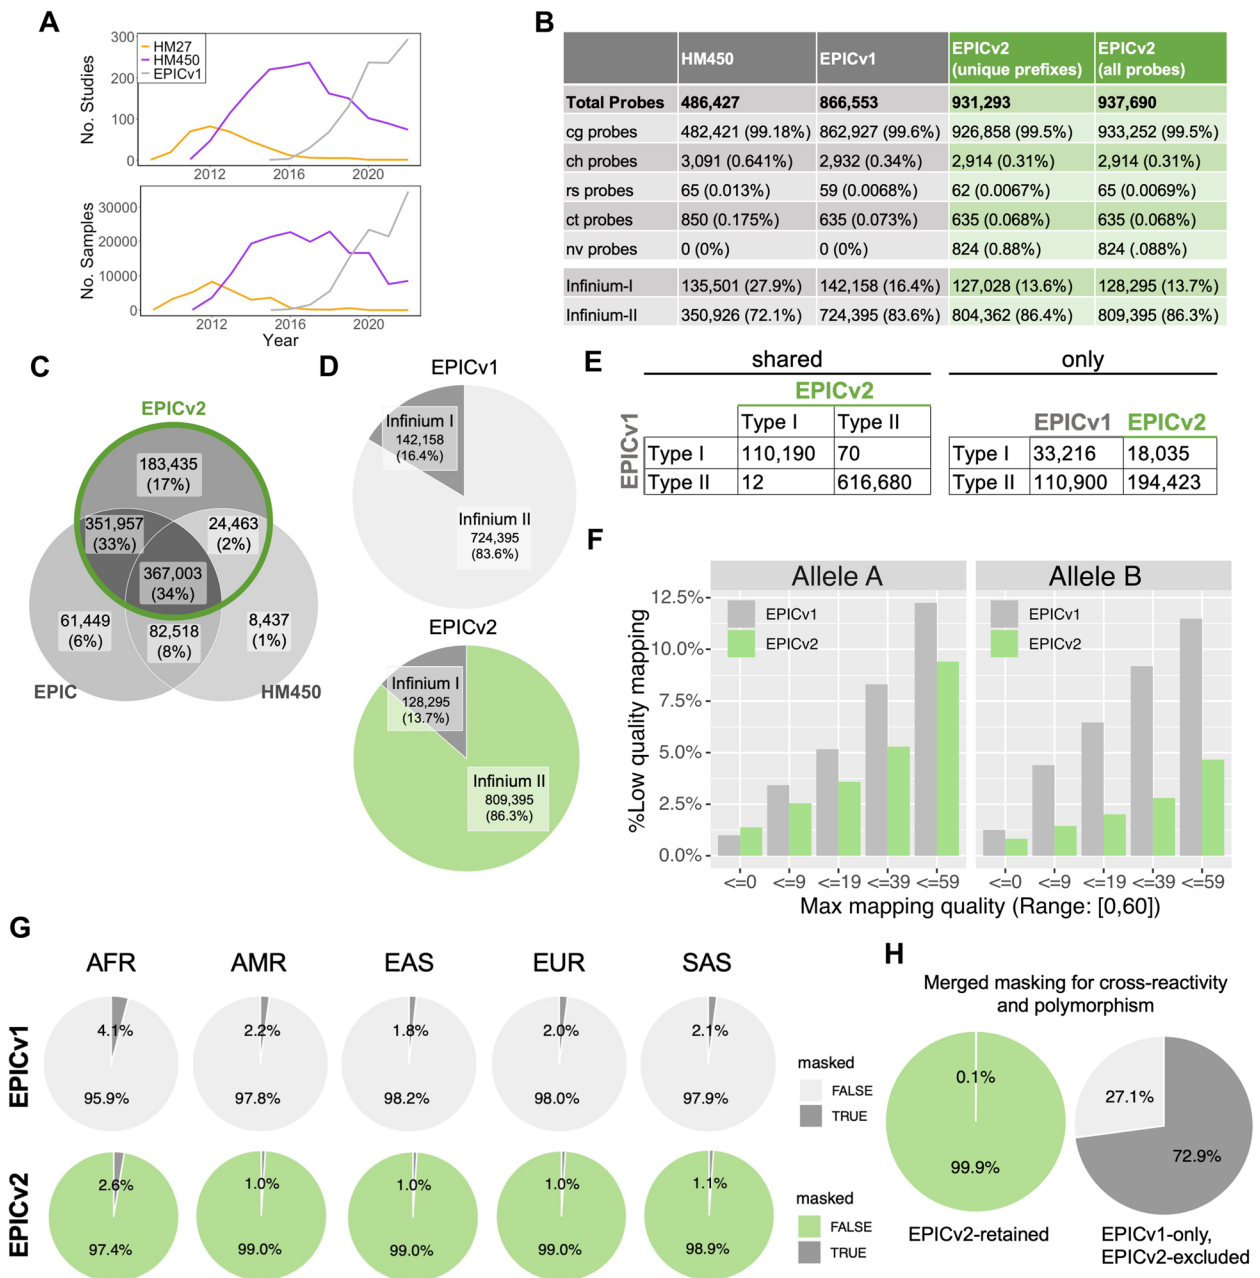 A
300
200
100
0
No. Studies
HM27
HM450
EPICv1
2012 2016 2020
30000
20000
10000
0
No. Samples
2012 2016 2020
Year
B
HM450 EPICv1 EPICv2 (unique prefixes) EPICv2 (all probes)
Total Probes 486,427 866,553 931,293 937,690
cg probes 482,421 (99.18%) 862,927 (99.6%) 926,858 (99.5%) 933,252 (99.5%)
ch probes 3,091 (0.641%) 2,932 (0.34%) 2,914 (0.31%) 2,914 (0.31%)
rs probes 65 (0.013%) 59 (0.0068%) 62 (0.0067%) 65 (0.0069%)
ct probes 850 (0.175%) 635 (0.073%) 635 (0.068%) 635 (0.068%)
nv probes 0 (0%) 0 (0%) 824 (0.88%) 824 (.088%)
Infinium-I 135,501 (27.9%) 142,158 (16.4%) 127,028 (13.6%) 128,295 (13.7%)
Infinium-II 350,926 (72.1%) 724,395 (83.6%) 804,362 (86.4%) 809,395 (86.3%)
C
EPICv2
183,435
(17%)
351,957
(33%)
24,463
(2%)
367,003
(34%)
61,449
(6%)
82,518
(8%)
8,437
(1%)
EPIC
HM450
D
EPICv1
Infinium I
142,158
(16.4%)
Infinium II
724,395
(83.6%)
EPICv2
Infinium I
128,295
(13.7%)
Infinium II
809,395
(86.3%)
E
shared
EPICv2
EPICv1
Type I Type II
Type I 110,190 70
Type II 12 616,680
only
EPICv1 EPICv2
Type I 33,216 18,035
Type II 110,900 194,423
F
Allele A
Allele B
EPICv1
EPICv2
EPICv1
EPICv2
12.5%
10.0%
7.5%
5.0%
2.5%
0.0%
%Low quality mapping
<=0 <=9 <=19 <=39 <=59
<=0 <=9 <=19 <=39 <=59
Max mapping quality (Range: [0,60])
G
AFR AMR EAS EUR SAS
EPICv1
4.1% 2.2% 1.8% 2.0% 2.1%
95.9% 97.8% 98.2% 98.0% 97.9%
masked
FALSE
TRUE
EPICv2
2.6% 1.0% 1.0% 1.0% 1.1%
97.4% 99.0% 99.0% 99.0% 98.9%
masked
FALSE
TRUE
H
Merged masking for cross-reactivity
and polymorphism
0.1%
99.9%
EPICv2-retained
27.1%
72.9%
EPICv1-only,
EPICv2-excluded